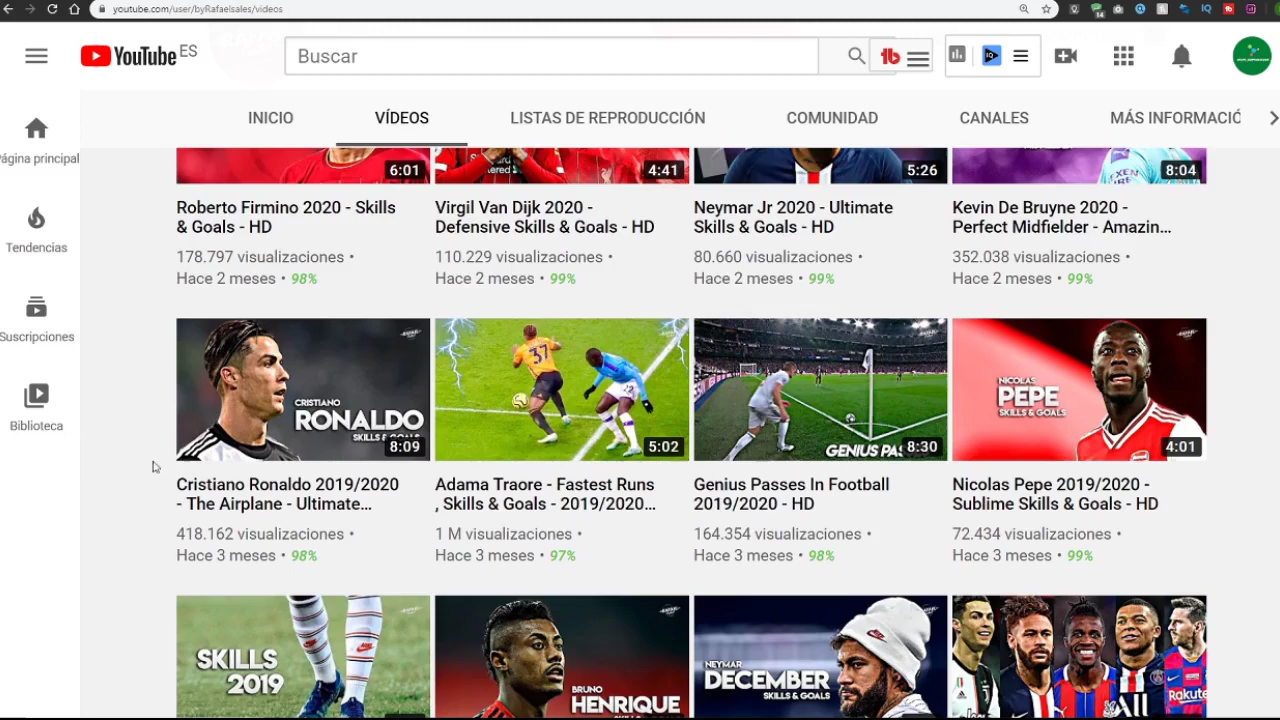 youtube.com/user/byRafaelsales/videos
14
YouTube ES
Buscar
INICIO
VÍDEOS
LISTAS DE REPRODUCCIÓN
COMUNIDAD
CANALES
MÁS INFORMACIÓ
Página principal
Tendencias
Suscripciones
Biblioteca
6:01
4:41
5:26
8:04
Roberto Firmino 2020 - Skills
& Goals - HD
178.797 visualizaciones •
Hace 2 meses • 98%
Virgil Van Dijk 2020 -
Defensive Skills & Goals - HD
110.229 visualizaciones •
Hace 2 meses • 99%
Neymar Jr 2020 - Ultimate
Skills & Goals - HD
80.660 visualizaciones •
Hace 2 meses • 99%
Kevin De Bruyne 2020 -
Perfect Midfielder - Amazin...
352.038 visualizaciones •
Hace 2 meses • 99%
CRISTIANO
RONALDO
SKILLS & GOALS
8:09
37
5:02
GENIUS PAS
8:30
NICOLAS
PEPE
SKILLS & GOALS
4:01
Cristiano Ronaldo 2019/2020
- The Airplane - Ultimate...
418.162 visualizaciones •
Hace 3 meses • 98%
Adama Traore - Fastest Runs
, Skills & Goals - 2019/2020...
1 M visualizaciones •
Hace 3 meses • 97%
Genius Passes In Football
2019/2020 - HD
164.354 visualizaciones •
Hace 3 meses • 98%
Nicolas Pepe 2019/2020 -
Sublime Skills & Goals - HD
72.434 visualizaciones •
Hace 3 meses • 99%
SKILLS
2019
BRUNO
HENRIQUE
NEYMAR
DECEMBER
SKILLS & GOALS
Rakute